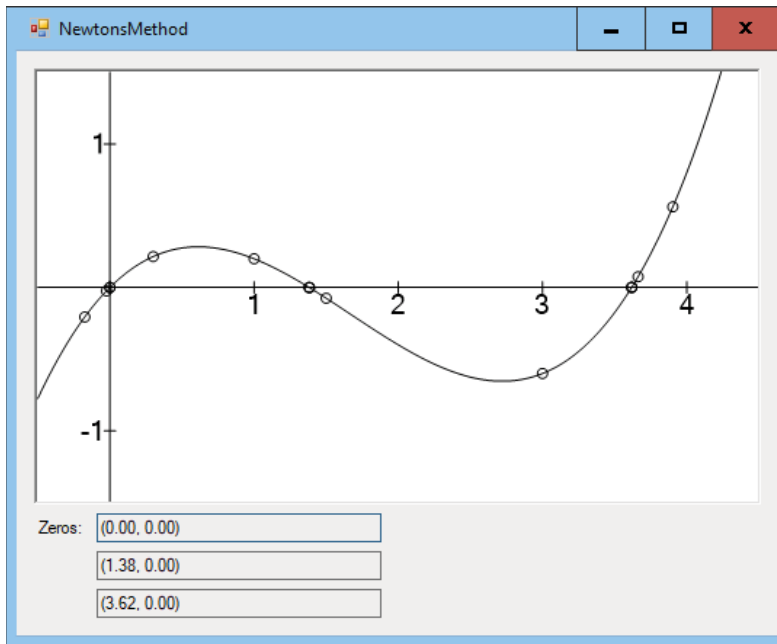 NewtonsMethod
1
1 2 3 4
-1
Zeros: (0.00, 0.00)
(1.38, 0.00)
(3.62, 0.00)